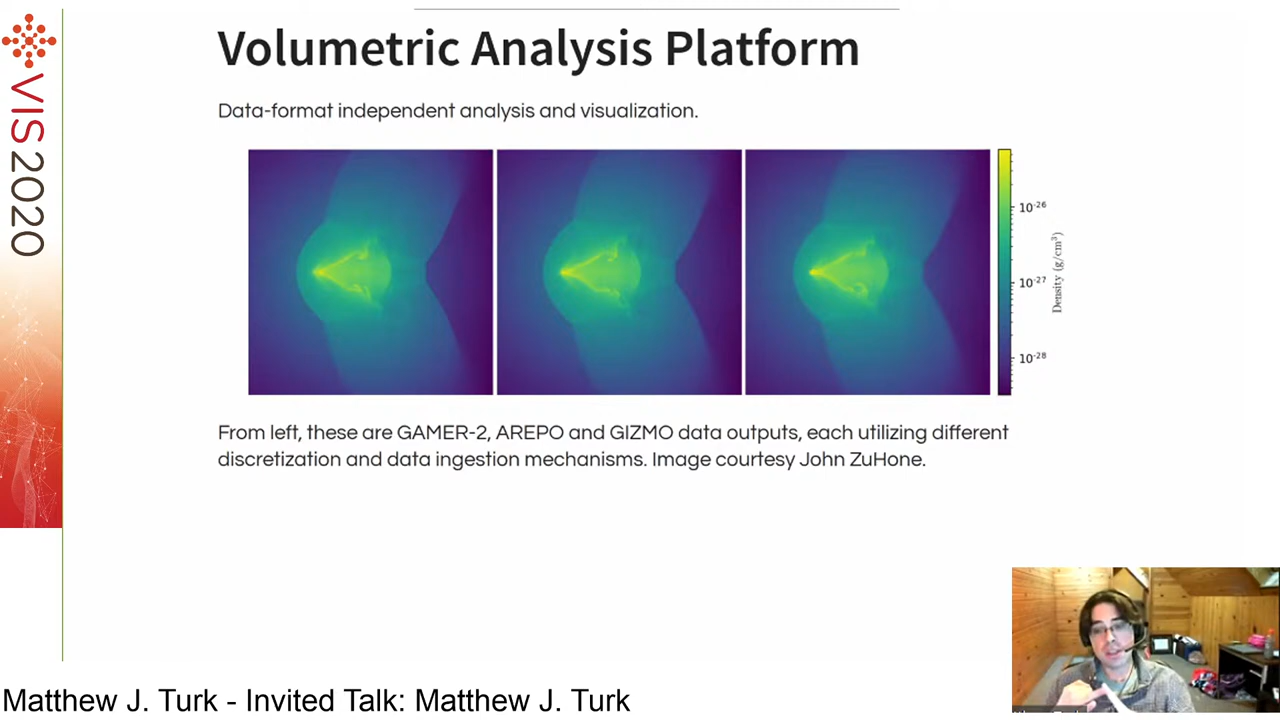 VIS2020
Volumetric Analysis Platform
Data-format independent analysis and visualization.
10-26
10-27
10-28
Density (g/cm³)
From left, these are GAMER-2, AREPO and GIZMO data outputs, each utilizing different
discretization and data ingestion mechanisms. Image courtesy John ZuHone.
Matthew J. Turk - Invited Talk: Matthew J. Turk